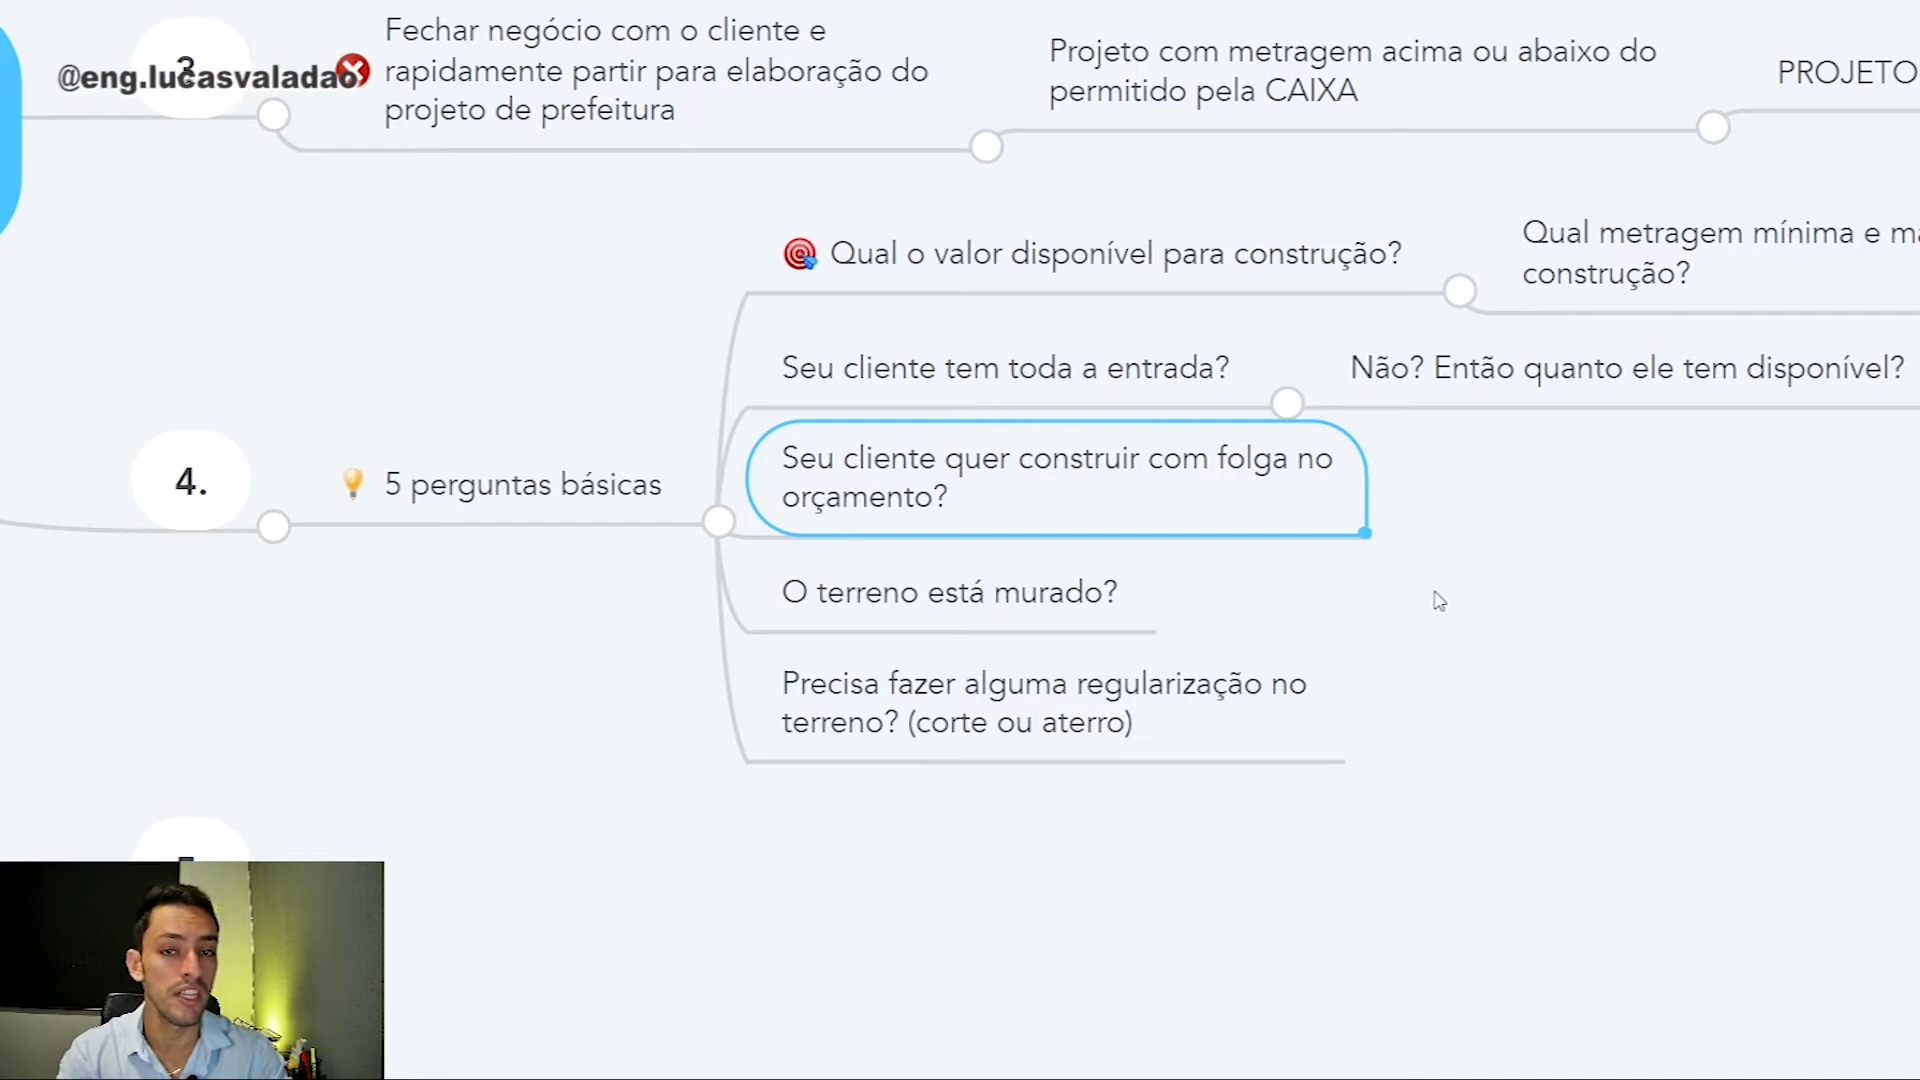 Fechar negócio com o cliente e
rapidamente partir para elaboração do
projeto de prefeitura
Projeto com metragem acima ou abaixo do
permitido pela CAIXA
PROJETO
@eng.lucasvaladao
Qual o valor disponível para construção?
Qual metragem mínima e
construção?
Seu cliente tem toda a entrada?
Não? Então quanto ele tem disponível?
4.
5 perguntas básicas
Seu cliente quer construir com folga no
orçamento?
O terreno está murado?
Precisa fazer alguma regularização no
terreno? (corte ou aterro)